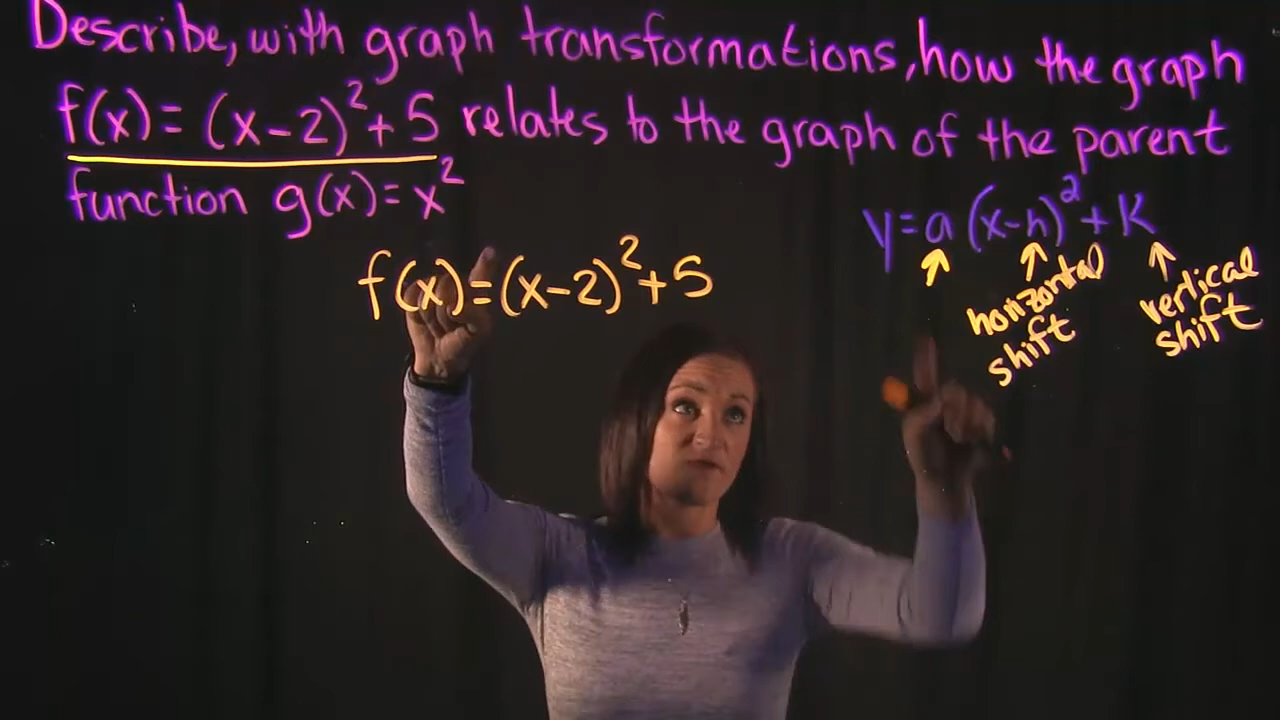 Describe, with graph transformations, how the graph
f(x) = (x-2)²+5 relates to the graph of the parent
function g(x)=x²
y=a(x-h)²+K
f(x)=(x-2)²+5
horizontal
shift
vertical
shift